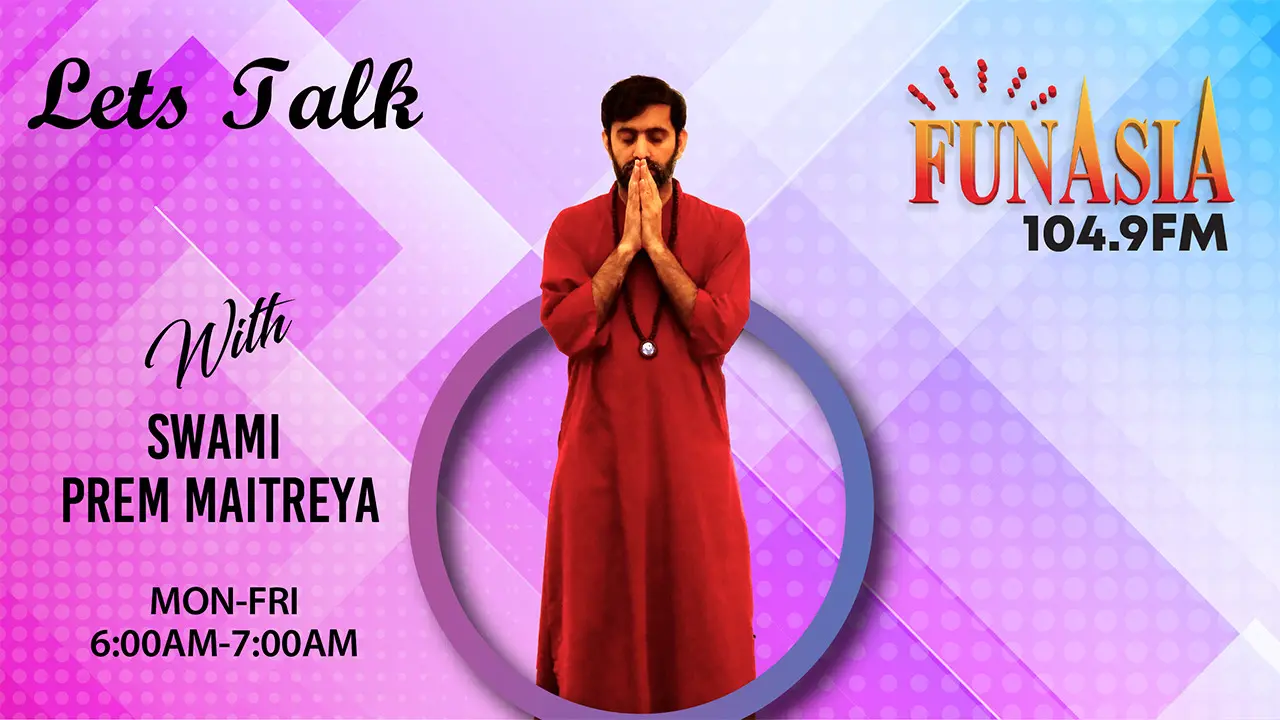 Lets Talk
FUNASIA
104.9FM
With
SWAMI
PREM MAITREYA
MON-FRI
6:00AM-7:00AM